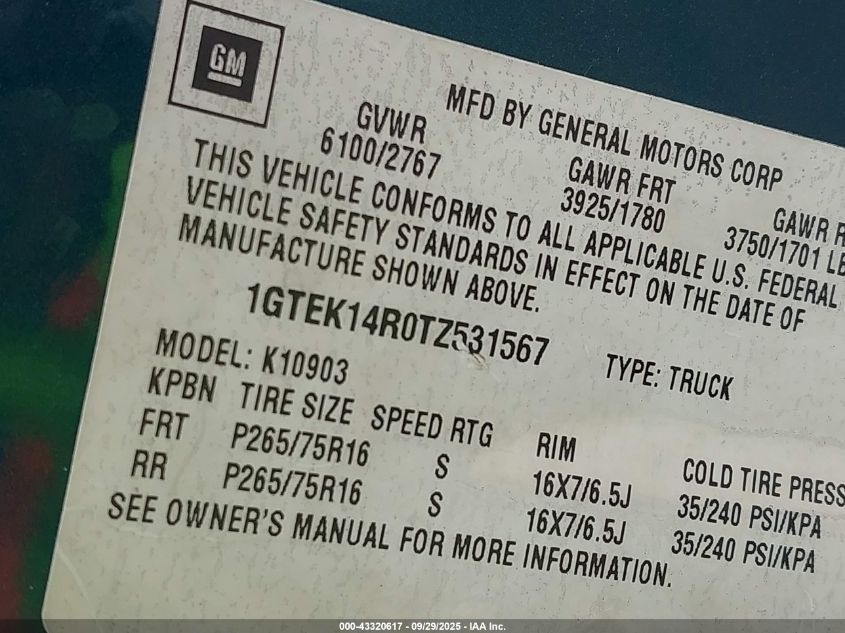 GM
MFD BY GENERAL MOTORS CORP
GVWR GAWR FRT GAWR
6100/2767 3925/1780 3750/1701
THIS VEHICLE CONFORMS TO ALL APPLICABLE U.S. FEDERAL
VEHICLE SAFETY STANDARDS IN EFFECT ON THE DATE OF
MANUFACTURE SHOWN ABOVE.
1GTEK14R0TZ531567 TYPE: TRUCK
MODEL: K10903
KPBN TIRE SIZE SPEED RTG RIM COLD TIRE PRESS
FRT P265/75R16 S 16X7/6.5J 35/240 PSI/KPA
RR P265/75R16 S 16X7/6.5J 35/240 PSI/KPA
SEE OWNER'S MANUAL FOR MORE INFORMATION.
000-43320617 - 09/29/2025 - IAA Inc.